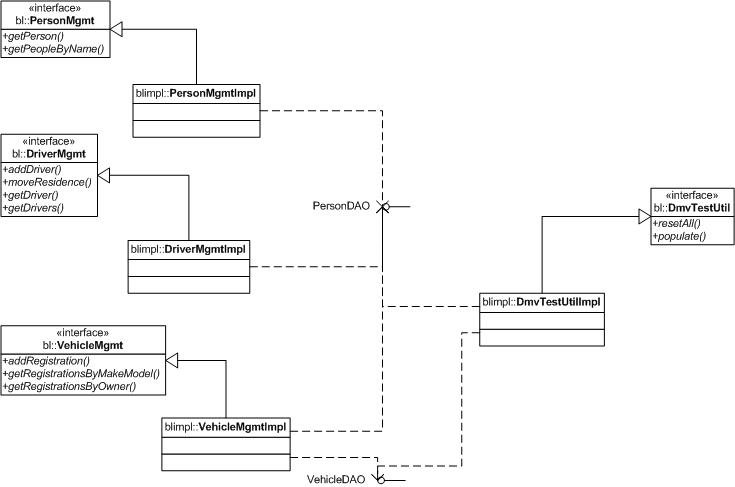 «interface»
bl::PersonMgmt
+getPerson()
+getPeopleByName()
blimpl::PersonMgmtImpl
«interface»
bl::DriverMgmt
+addDriver()
+moveResidence()
+getDriver()
+getDrivers()
PersonDAO
«interface»
bl::DmvTestUtil
+resetAll()
+populate()
blimpl::DriverMgmtImpl
blimpl::DmvTestUtilImpl
«interface»
bl::VehicleMgmt
+addRegistration()
+getRegistrationsByMakeModel()
+getRegistrationsByOwner()
blimpl::VehicleMgmtImpl
VehicleDAO